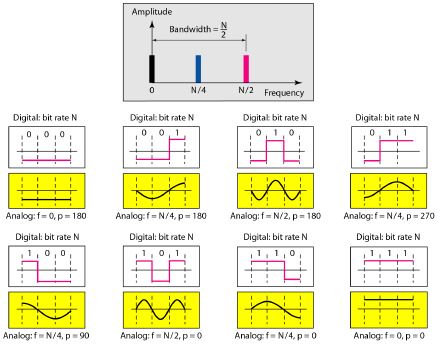 Amplitude
Bandwidth = N/2
0 N/4 N/2 Frequency
Digital: bit rate N Digital: bit rate N Digital: bit rate N Digital: bit rate N
0 0 0 0 0 1 0 1 0 0 1 1
Analog: f = 0, p = 180 Analog: f = N/4, p = 180 Analog: f = N/2, p = 180 Analog: f = N/4, p = 270
Digital: bit rate N Digital: bit rate N Digital: bit rate N Digital: bit rate N
1 0 0 1 0 1 1 1 0 1 1 1
Analog: f = N/4, p = 90 Analog: f = N/2, p = 0 Analog: f = N/4, p = 0 Analog: f = 0, p = 0